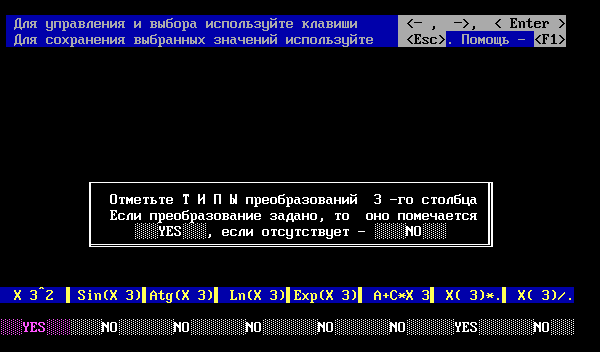 Для управления и выбора используйте клавиши <— , —>, < Enter >
Для сохранения выбранных значений используйте <Esc>. Помощь - <F1>
Отметьте Т И П Ы преобразований 3 -го столбца
Если преобразование задано, то оно помечается
YES , если отсутствует - NO
X 3^2 Sin(X 3) Atg(X 3) Ln(X 3) Exp(X 3) A+C*X 3 X( 3)*. X( 3)/.
YES NO NO NO NO NO YES NO